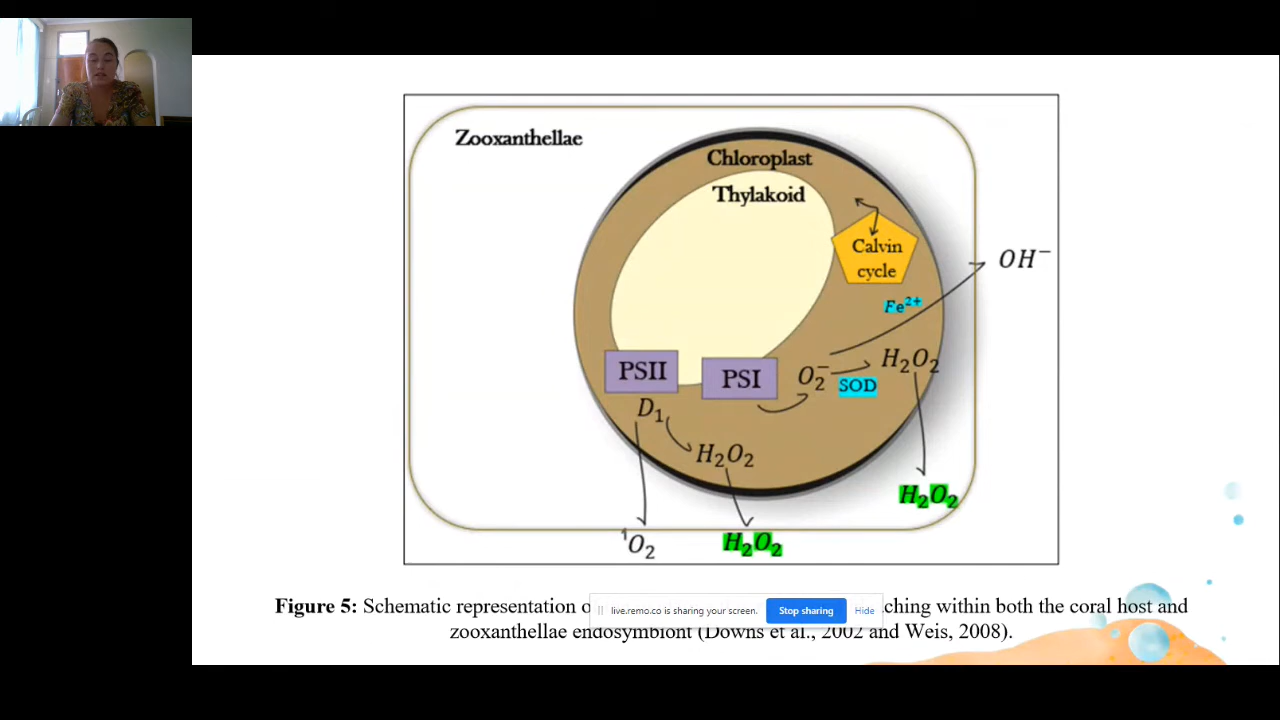 Zooxanthellae
Chloroplast
Thylakoid
Calvin
cycle
OH⁻
Fe²⁺
PSII
PSI
O₂⁻
H₂O₂
SOD
D₁
H₂O₂
H₂O₂
¹O₂
H₂O₂
Figure 5: Schematic representation ching within both the coral host and
live.remo.co is sharing your screen. Stop sharing Hide
zooxanthellae endosymbiont (Downs et al., 2002 and Weis, 2008).